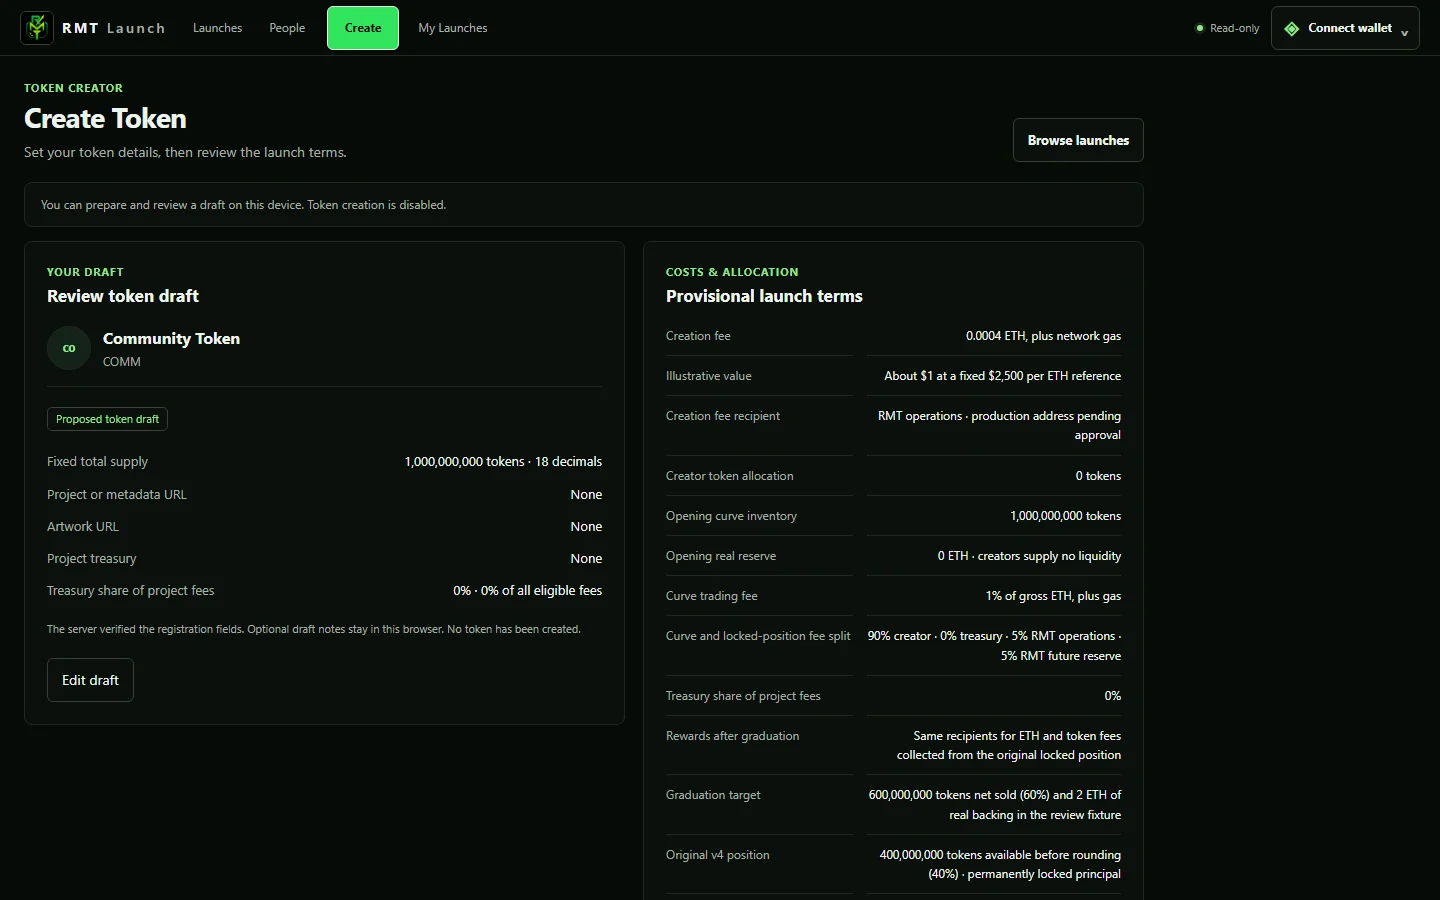 RMT Launch
Launches
People
Create
My Launches
Read-only
Connect wallet
TOKEN CREATOR
Create Token
Set your token details, then review the launch terms.
Browse launches
You can prepare and review a draft on this device. Token creation is disabled.
YOUR DRAFT
Review token draft
CO
Community Token
COMM
Proposed token draft
Fixed total supply
1,000,000,000 tokens · 18 decimals
Project or metadata URL
None
Artwork URL
None
Project treasury
None
Treasury share of project fees
0% · 0% of all eligible fees
The server verified the registration fields. Optional draft notes stay in this browser. No token has been created.
Edit draft
COSTS & ALLOCATION
Provisional launch terms
Creation fee
0.0004 ETH, plus network gas
Illustrative value
About $1 at a fixed $2,500 per ETH reference
Creation fee recipient
RMT operations · production address pending
approval
Creator token allocation
0 tokens
Opening curve inventory
1,000,000,000 tokens
Opening real reserve
0 ETH · creators supply no liquidity
Curve trading fee
1% of gross ETH, plus gas
Curve and locked-position fee split
90% creator · 0% treasury · 5% RMT operations ·
5% RMT future reserve
Treasury share of project fees
0%
Rewards after graduation
Same recipients for ETH and token fees
collected from the original locked position
Graduation target
600,000,000 tokens net sold (60%) and 2 ETH of
real backing in the review fixture
Original v4 position
400,000,000 tokens available before rounding
(40%) · permanently locked principal